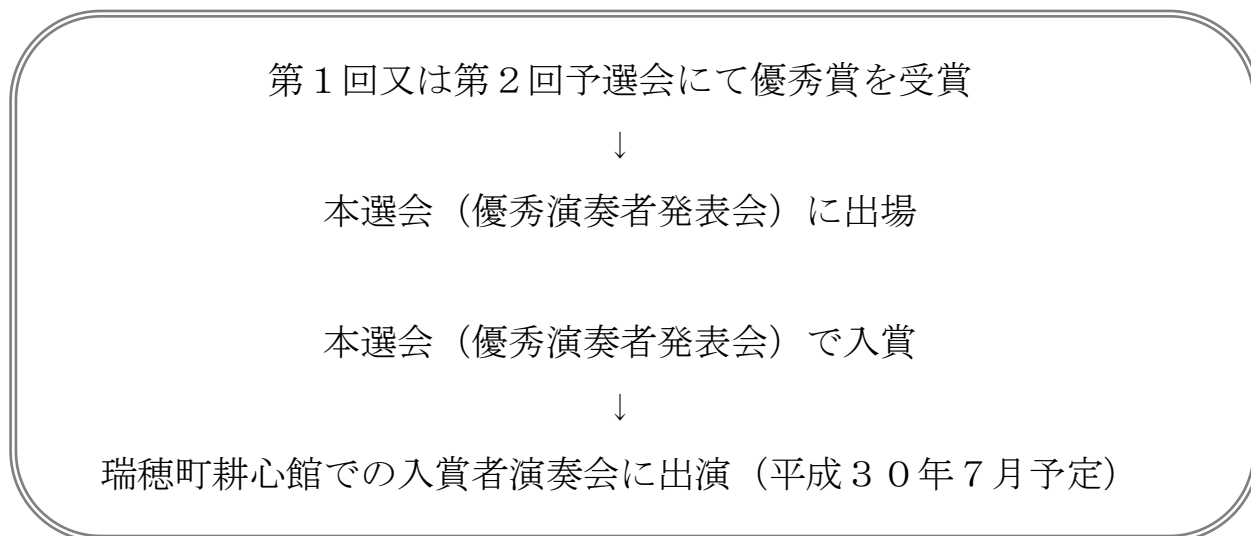 第１回又は第２回予選会にて優秀賞を受賞
↓
本選会（優秀演奏者発表会）に出場
本選会（優秀演奏者発表会）で入賞
↓
瑞穂町耕心館での入賞者演奏会に出演（平成３０年７月予定）